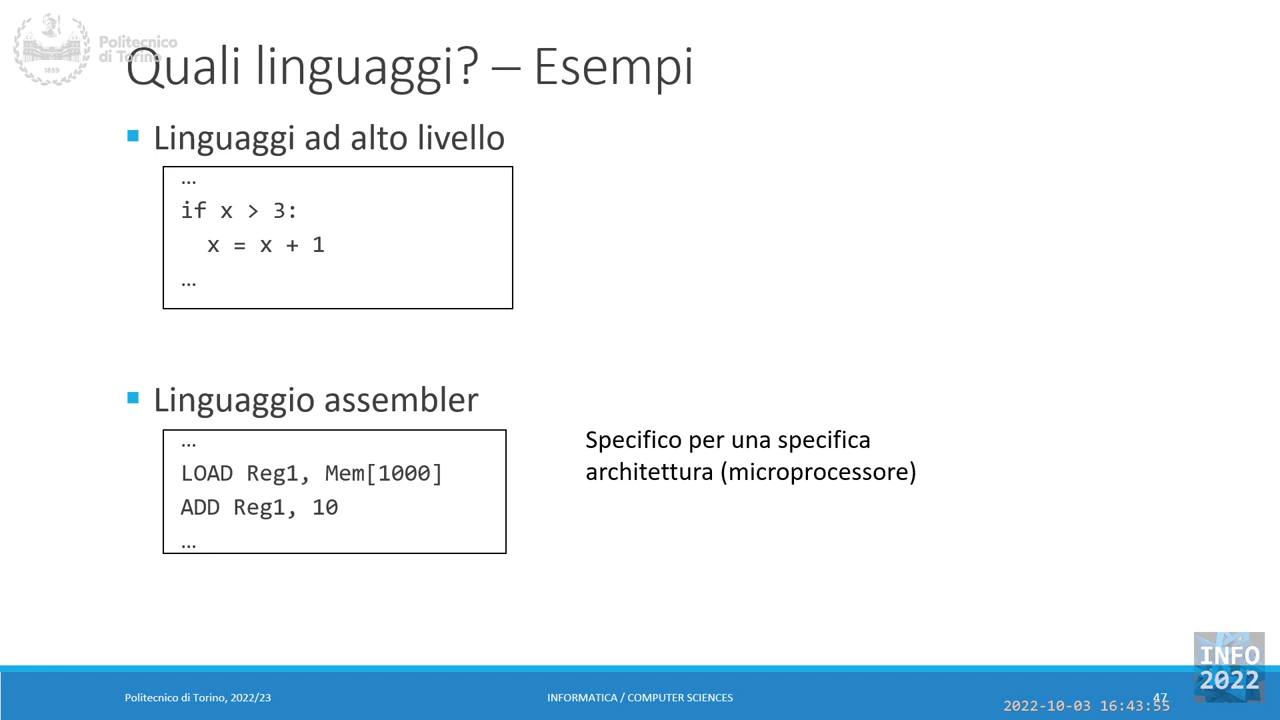 Politecnico
di Torino
1859
Quali linguaggi? – Esempi
Linguaggi ad alto livello
…
if x > 3:
x = x + 1
…
Linguaggio assembler
…
LOAD Reg1, Mem[1000]
ADD Reg1, 10
…
Specifico per una specifica
architettura (microprocessore)
INFO
2022
Politecnico di Torino, 2022/23
INFORMATICA / COMPUTER SCIENCES
47
2022-10-03 16:43:55